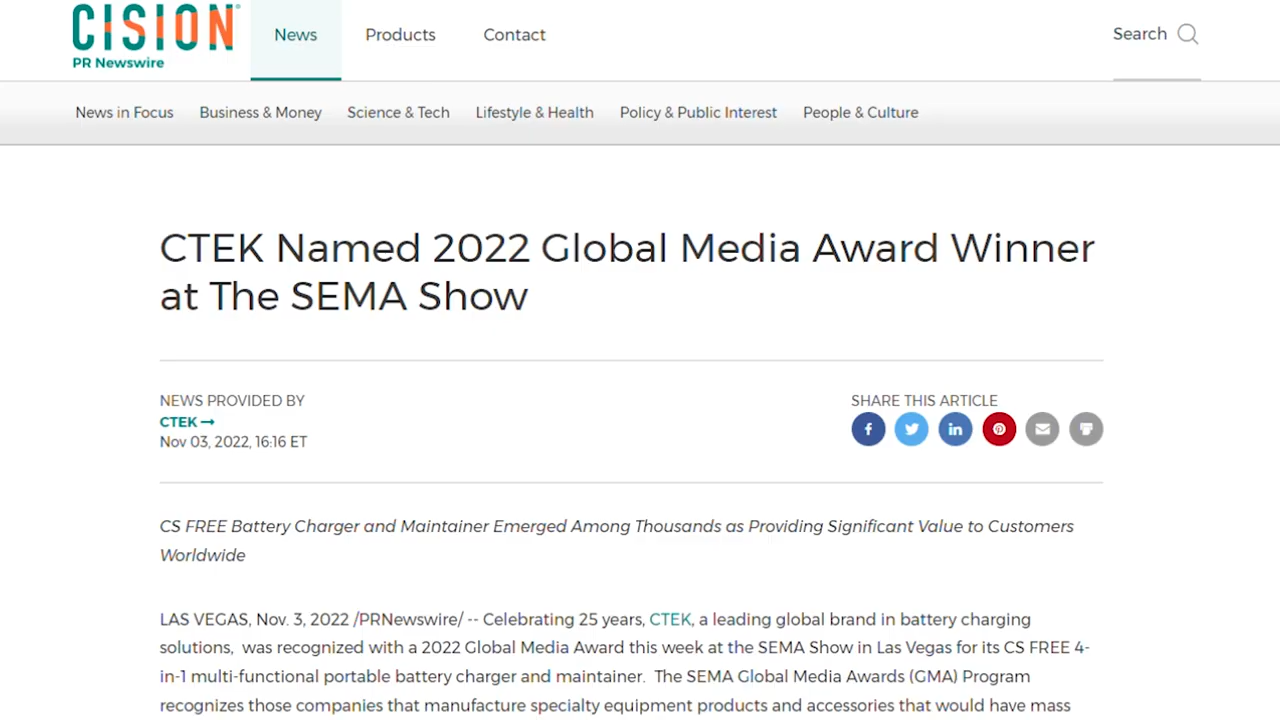 CISION
PR Newswire
News Products Contact Search
News in Focus Business & Money Science & Tech Lifestyle & Health Policy & Public Interest People & Culture
CTEK Named 2022 Global Media Award Winner
at The SEMA Show
NEWS PROVIDED BY
CTEK →
Nov 03, 2022, 16:16 ET
SHARE THIS ARTICLE
CS FREE Battery Charger and Maintainer Emerged Among Thousands as Providing Significant Value to Customers
Worldwide
LAS VEGAS, Nov. 3, 2022 /PRNewswire/ -- Celebrating 25 years, CTEK, a leading global brand in battery charging
solutions,  was recognized with a 2022 Global Media Award this week at the SEMA Show in Las Vegas for its CS FREE 4-
in-1 multi-functional portable battery charger and maintainer.  The SEMA Global Media Awards (GMA) Program
recognizes those companies that manufacture specialty equipment products and accessories that would have mass